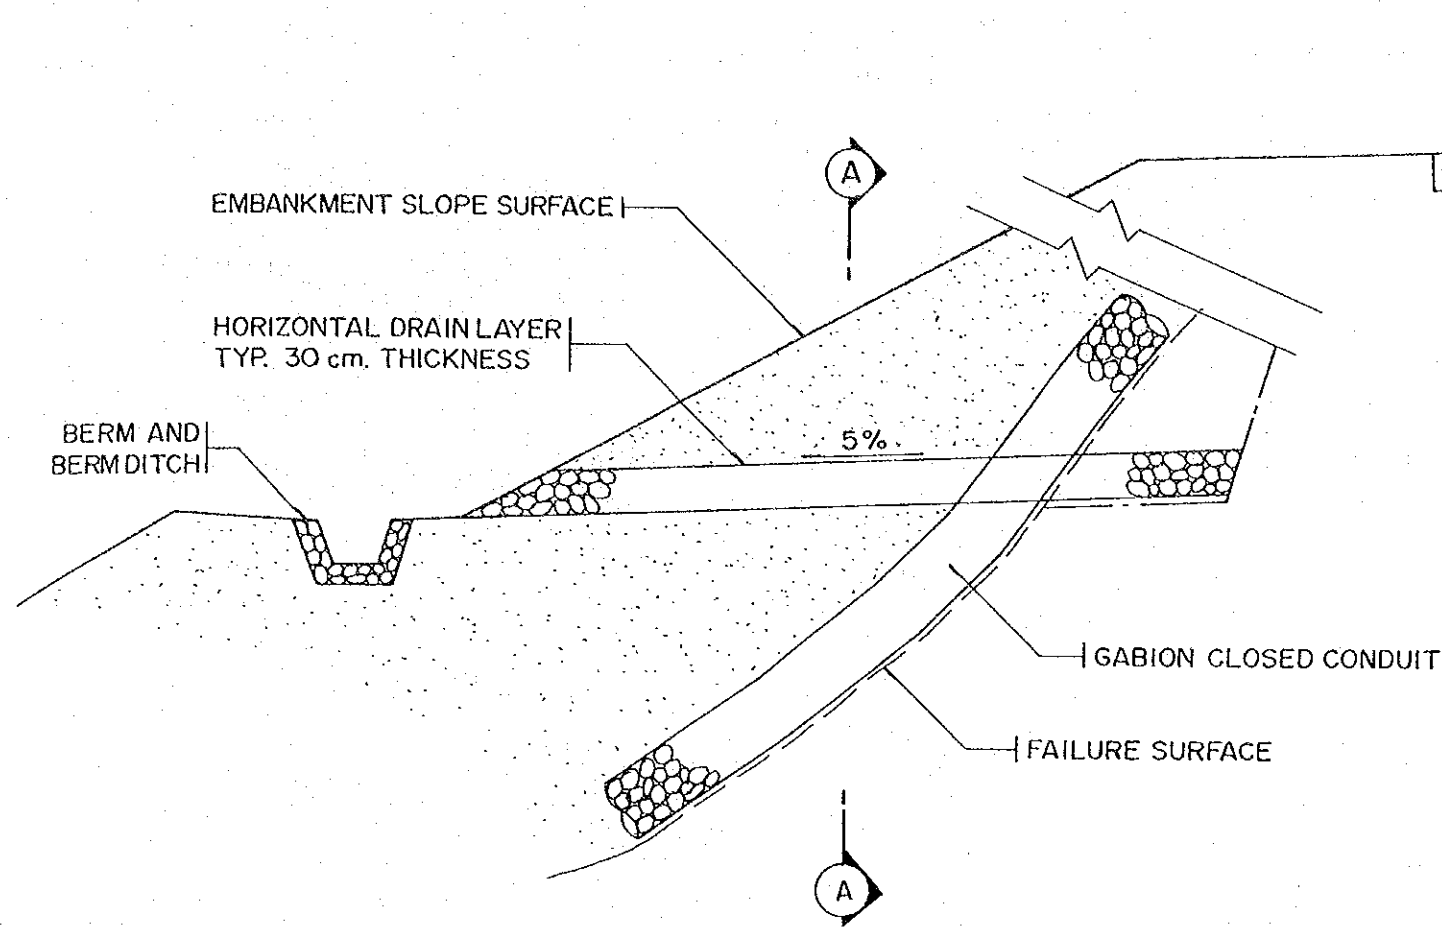 A
EMBANKMENT SLOPE SURFACE
HORIZONTAL DRAIN LAYER
TYP. 30 cm. THICKNESS
5%
BERM AND
BERM DITCH
GABION CLOSED CONDUIT
FAILURE SURFACE
A